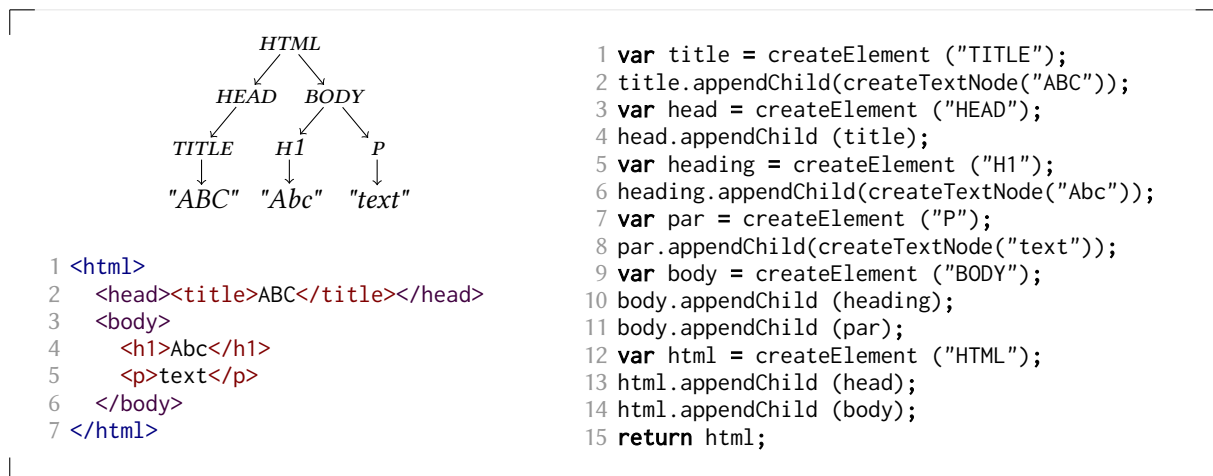 HTML
HEAD BODY
TITLE H1 P
"ABC" "Abc" "text"
1 <html>
2 <head><title>ABC</title></head>
3 <body>
4 <h1>Abc</h1>
5 <p>text</p>
6 </body>
7 </html>
1 var title = createElement ("TITLE");
2 title.appendChild(createTextNode("ABC"));
3 var head = createElement ("HEAD");
4 head.appendChild (title);
5 var heading = createElement ("H1");
6 heading.appendChild(createTextNode("Abc"));
7 var par = createElement ("P");
8 par.appendChild(createTextNode("text"));
9 var body = createElement ("BODY");
10 body.appendChild (heading);
11 body.appendChild (par);
12 var html = createElement ("HTML");
13 html.appendChild (head);
14 html.appendChild (body);
15 return html;